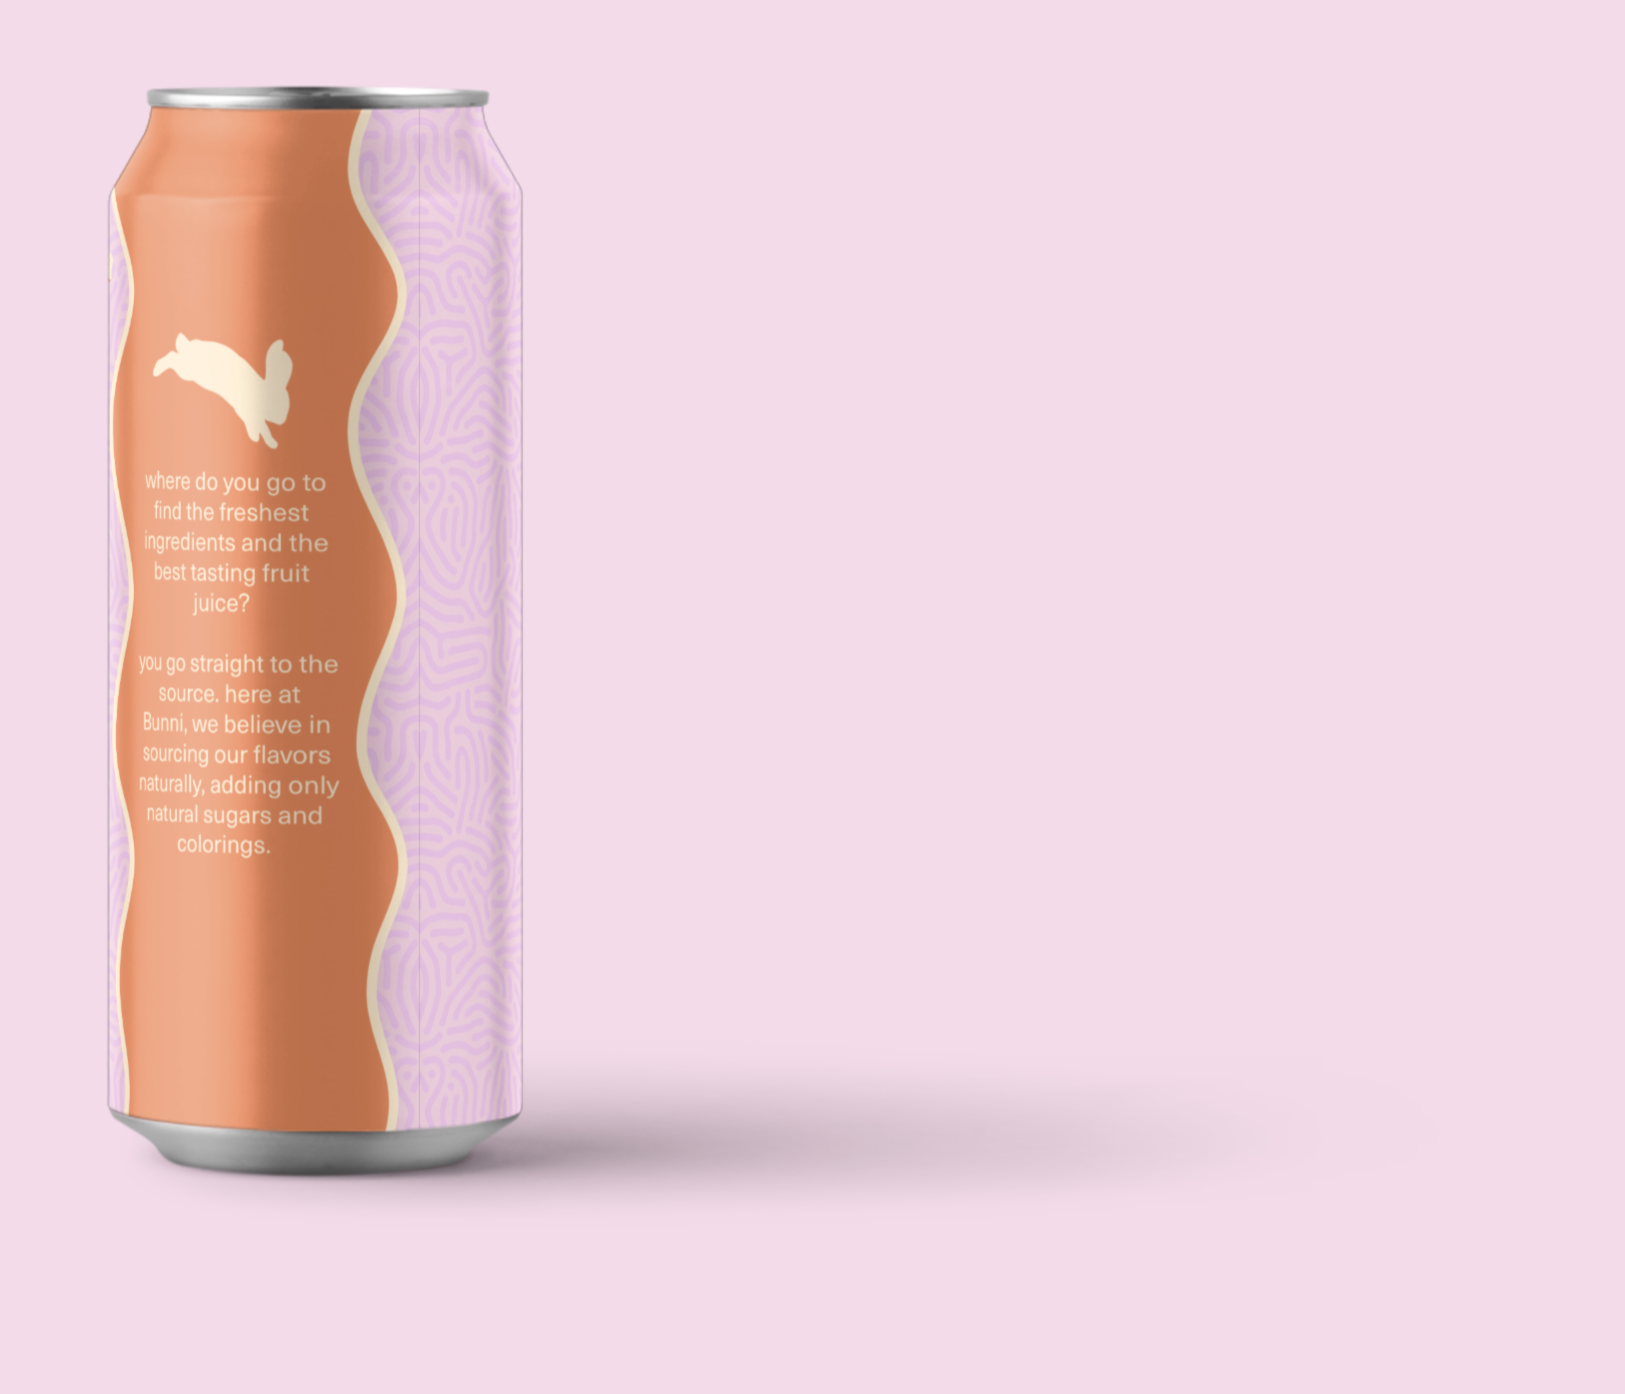 where do you go to
find the freshest
ingredients and the
best tasting fruit
juice?
you go straight to the
source. here at
Bunni, we believe in
sourcing our flavors
naturally, adding only
natural sugars and
colorings.